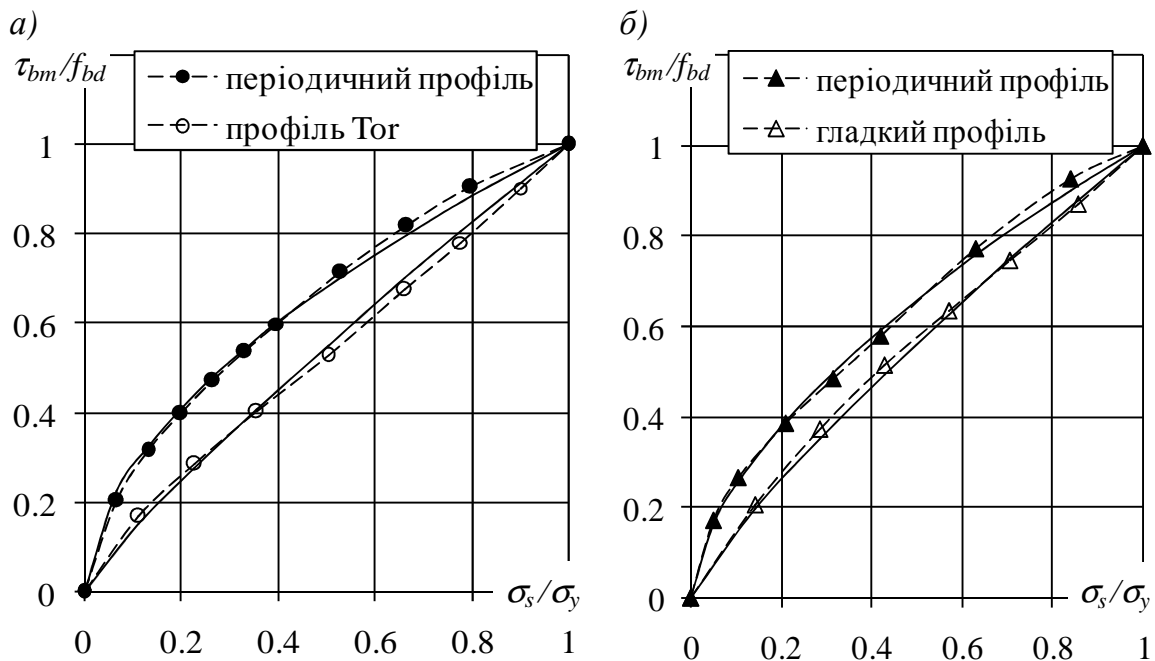 а)
τbm/fbd
періодичний профіль
профіль Tor
1
0.8
0.6
0.4
0.2
0
σs/σy
0 0.2 0.4 0.6 0.8 1
б)
τbm/fbd
періодичний профіль
гладкий профіль
1
0.8
0.6
0.4
0.2
0
σs/σy
0 0.2 0.4 0.6 0.8 1